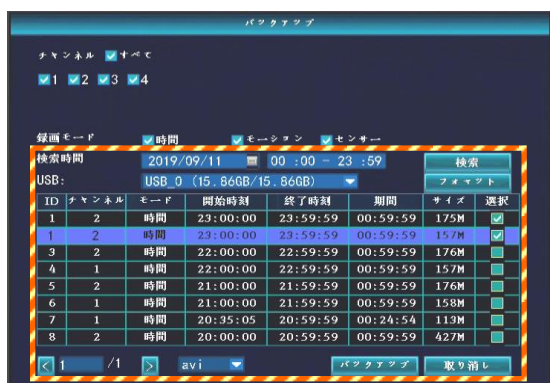 バックアップ
チャンネル すべて
1 2 3 4
録画モード 時間 モーション センサー
検索時間 2019/09/11 00 :00 - 23 :59 検索
USB: USB_0 (15.86GB/15.86GB) フォーマット
ID チャンネル モード 開始時刻 終了時刻 期間 サイズ 選択
1 2 時間 23:00:00 23:59:59 00:59:59 175M
1 2 時間 23:00:00 23:59:59 00:59:59 157M
3 2 時間 22:00:00 22:59:59 00:59:59 176M
4 1 時間 22:00:00 22:59:59 00:59:59 157M
5 2 時間 21:00:00 21:59:59 00:59:59 176M
6 1 時間 21:00:00 21:59:59 00:59:59 158M
7 1 時間 20:35:05 20:59:59 00:24:54 113M
8 2 時間 20:00:00 20:59:59 00:59:59 427M
< 1 /1 > avi バックアップ 取り消し